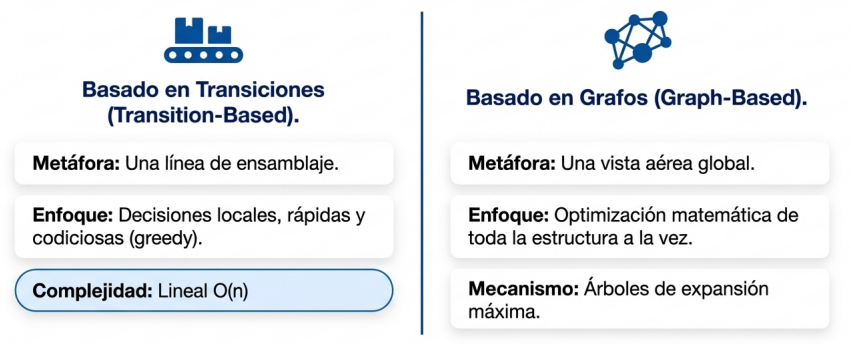 Basado en Transiciones
(Transition-Based).
Metáfora: Una línea de ensamblaje.
Enfoque: Decisiones locales, rápidas y
codiciosas (greedy).
Complejidad: Lineal O(n)
Basado en Grafos (Graph-Based).
Metáfora: Una vista aérea global.
Enfoque: Optimización matemática de
toda la estructura a la vez.
Mecanismo: Árboles de expansión
máxima.